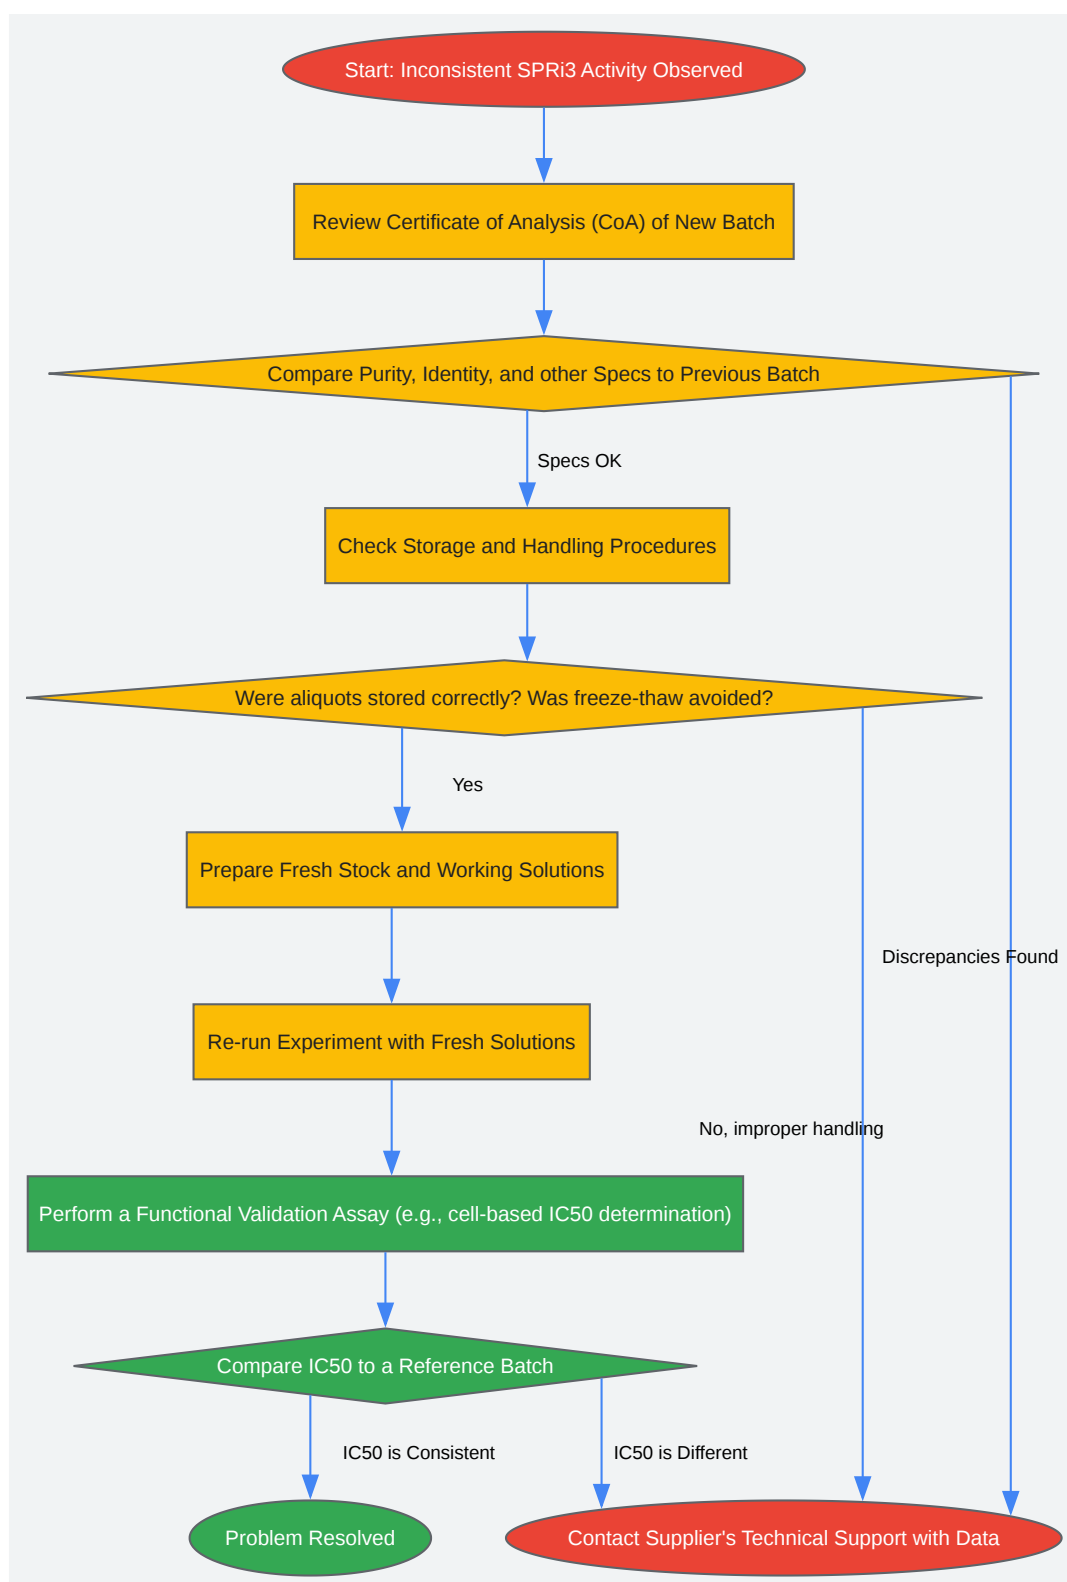 Start: Inconsistent SPRi3 Activity Observed
Review Certificate of Analysis (CoA) of New Batch
Compare Purity, Identity, and other Specs to Previous Batch
Specs OK
Check Storage and Handling Procedures
Were aliquots stored correctly? Was freeze-thaw avoided?
Yes
Prepare Fresh Stock and Working Solutions
Discrepancies Found
Re-run Experiment with Fresh Solutions
No, improper handling
Perform a Functional Validation Assay (e.g., cell-based IC50 determination)
Compare IC50 to a Reference Batch
IC50 is Consistent
IC50 is Different
Problem Resolved
Contact Supplier's Technical Support with Data